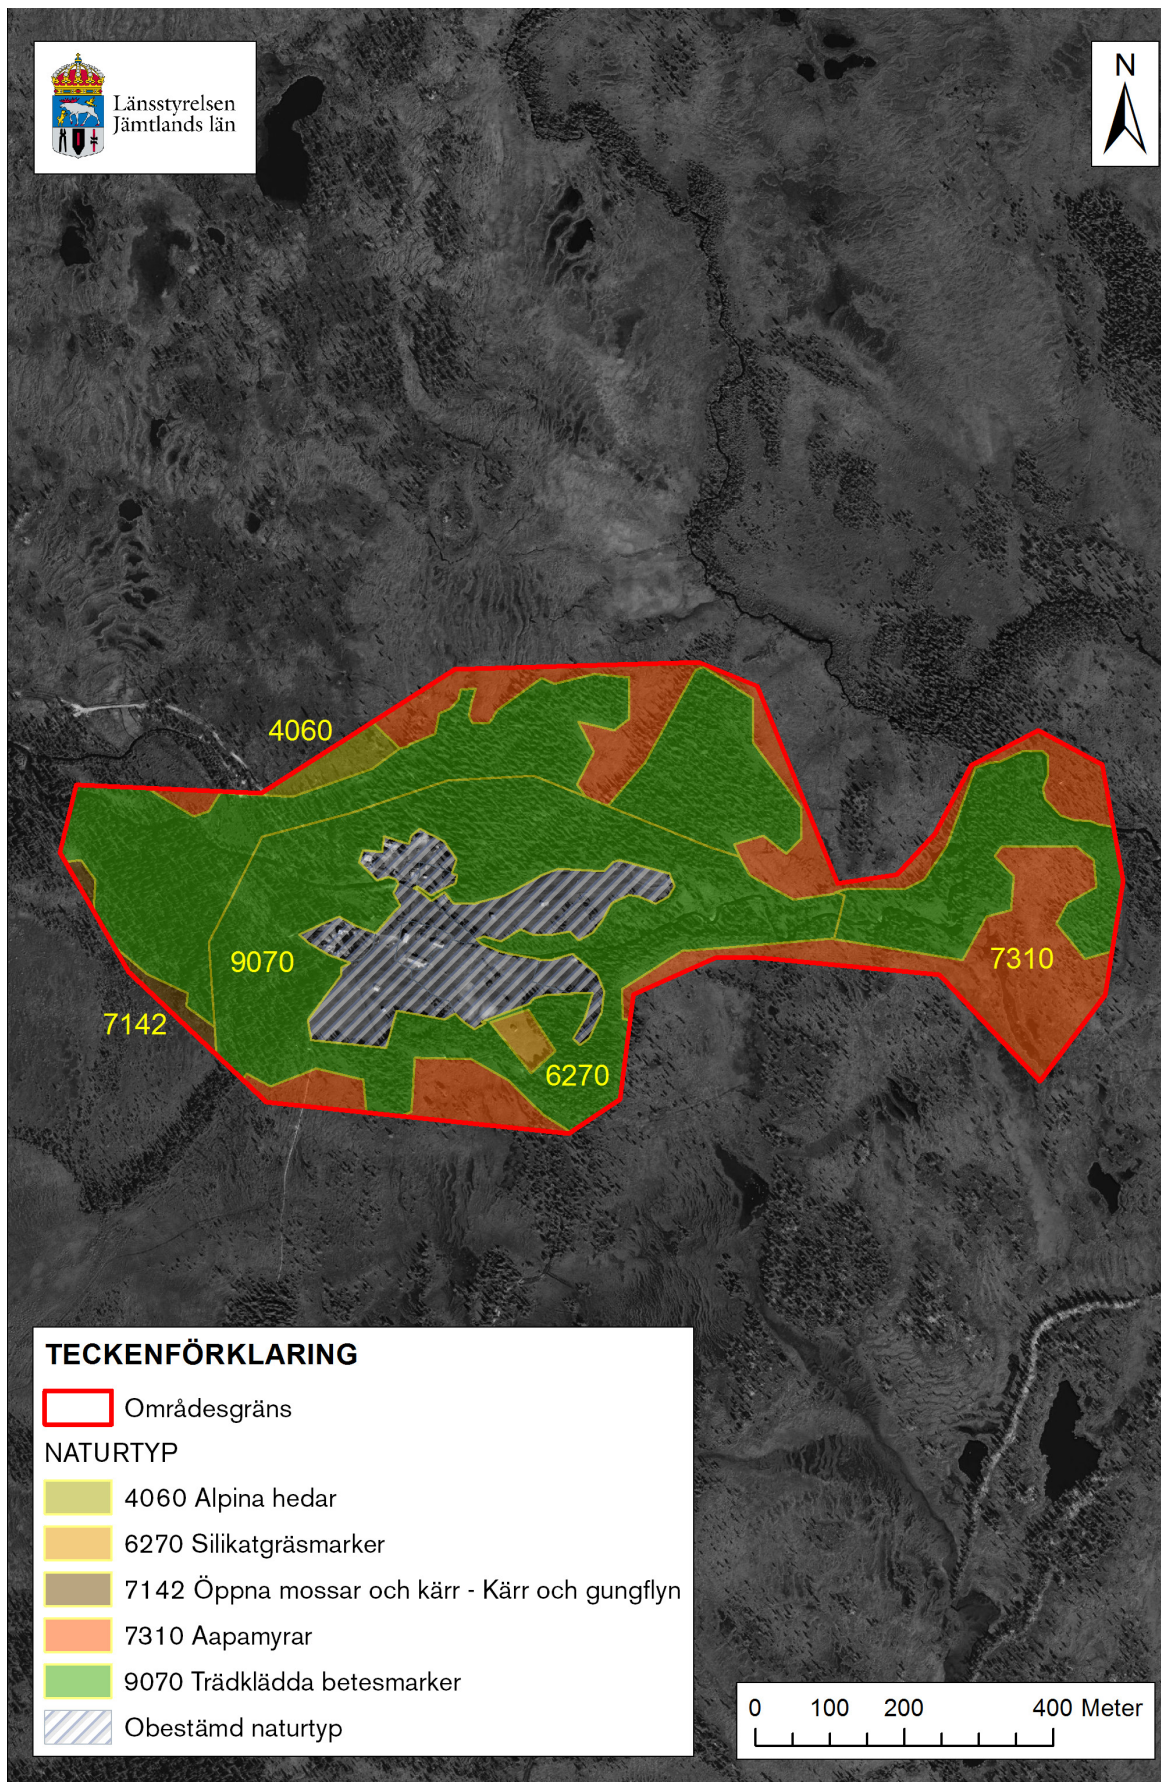 Länsstyrelsen
Jämtlands län
N
4060
9070
7310
7142
6270
TECKENFÖRKLARING
Områdesgräns
NATURTYP
4060 Alpina hedar
6270 Silikatgräsmarker
7142 Öppna mossar och kärr - Kärr och gungflyn
7310 Aapamyrar
9070 Trädklädda betesmarker
Obestämd naturtyp
0 100 200 400 Meter